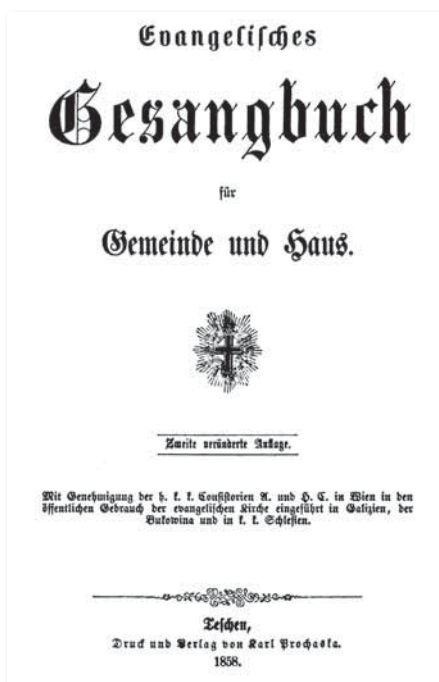 Evangelisches
Gesangbuch
für
Gemeinde und Haus.
Zweite veränderte Auflage.
Mit Genehmigung der h. k. k. Consistorien A. und H. C. in Wien in den
öffentlichen Gebrauch der evangelischen Kirche eingeführt in Galizien, der
Bukowina und in k. k. Schlesien.
Teschen,
Druck und Verlag von Karl Prochaska.
1858.